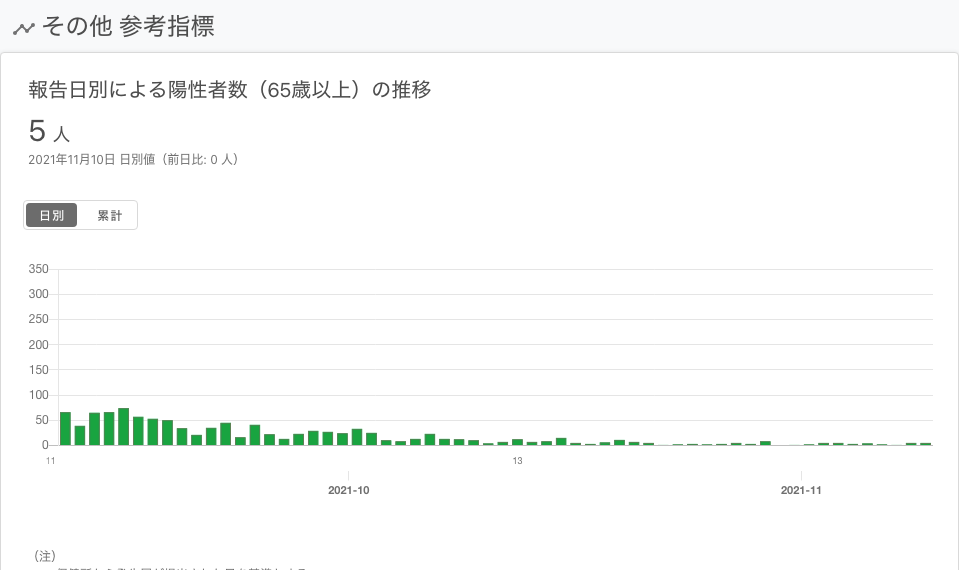 その他 参考指標
報告日別による陽性者数（65歳以上）の推移
5 人
2021年11月10日 日別値（前日比: 0 人）
日別 累計
350
300
250
200
150
100
50
0
11 13
2021-10 2021-11
（注）